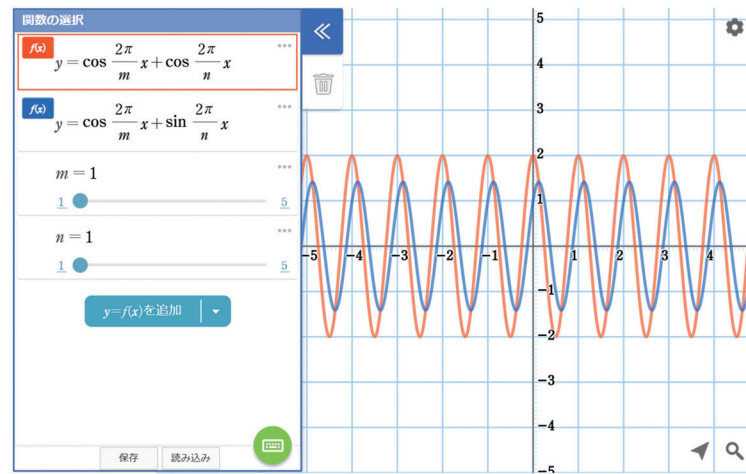 関数の選択
f(x)
y=cos 2π/m x+cos 2π/n x
f(x)
y=cos 2π/m x+sin 2π/n x
m=1
1 5
n=1
1 5
y=f(x)を追加
保存 読み込み
5
4
3
2
1
-5 -4 -3 -2 -1 1 2 3 4
-1
-2
-3
-4
-5